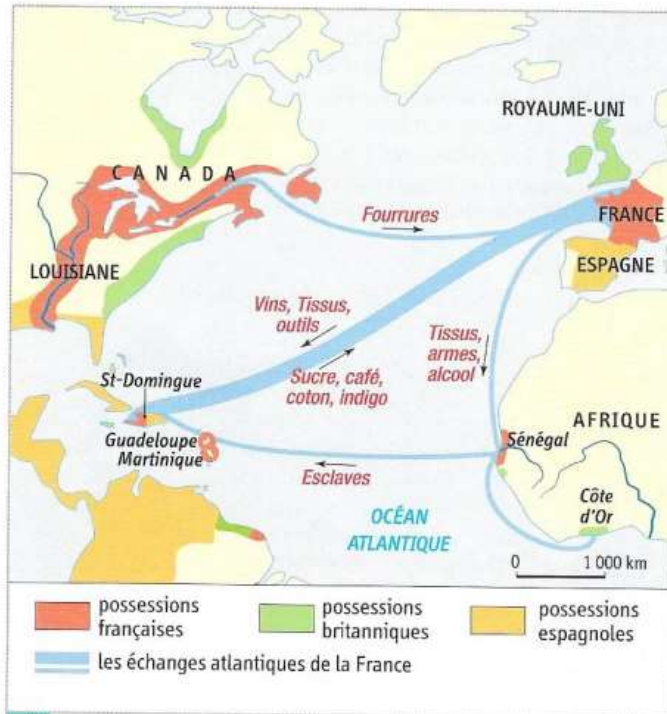 ROYAUME-UNI
CANADA
Fourrures
FRANCE
LOUISIANE
ESPAGNE
Vins, Tissus,
outils
Tissus,
armes,
alcool
St-Domingue
Sucre, café,
coton, indigo
AFRIQUE
Guadeloupe
Martinique
Sénégal
Esclaves
Côte
d'Or
OCÉAN
ATLANTIQUE
0 1 000 km
possessions
françaises
possessions
britanniques
possessions
espagnoles
les échanges atlantiques de la France